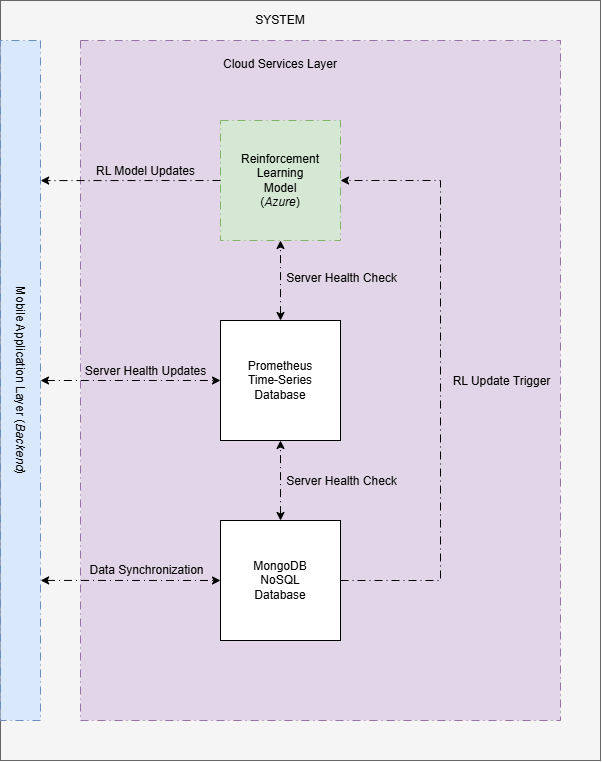 SYSTEM
Cloud Services Layer
Reinforcement
Learning
Model
(Azure)
RL Model Updates
Server Health Check
Mobile Application Layer (Backend)
Prometheus
Time-Series
Database
Server Health Updates
RL Update Trigger
Server Health Check
MongoDB
NoSQL
Database
Data Synchronization